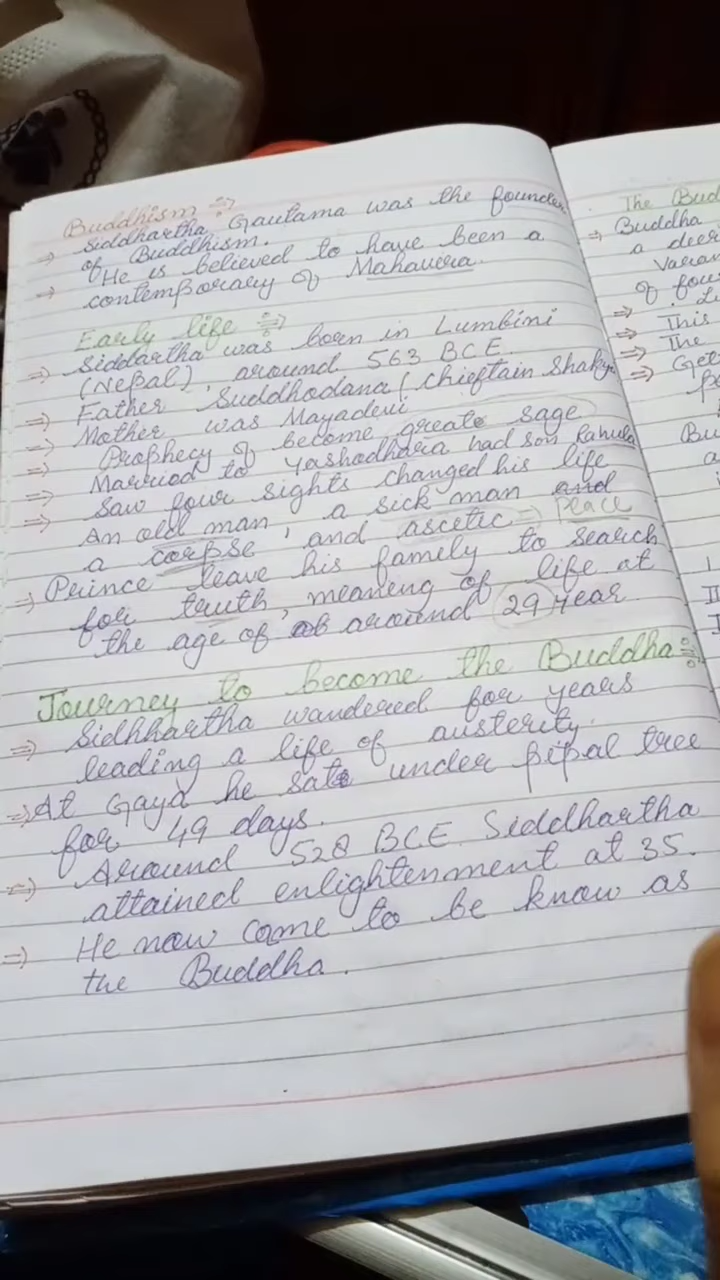 Buddhism ⇒
⇒ Siddhartha Gautama was the founder
of Buddhism.
⇒ He is believed to have been a
contemporary of Mahavira.
Early life ⇒
⇒ Siddartha was born in Lumbini
(Nepal), around 563 BCE.
⇒ Father Suddhodana (Chieftain Shakya
⇒ Mother was Mayadevi
⇒ Prophecy of become great sage
⇒ Married to Yashodhara had son Rahula
⇒ Saw four sights changed his life
An old man, a sick man and
a corpse, and ascetic → Peace
⇒ Prince leave his family to search
for truth, meaning of life at
the age of around 29 year
Journey to become the Buddha
⇒ Sidhhartha wandered for years
leading a life of austerity.
⇒ At Gaya he sat under pipal tree
for 49 days.
⇒ Around 528 BCE Siddhartha
attained enlightenment at 35.
⇒ He now came to be know as
the Buddha.
The Bud
⇒ Buddha
a deer
of four
⇒ This
⇒ The
⇒ Get
Bu
a
I
II